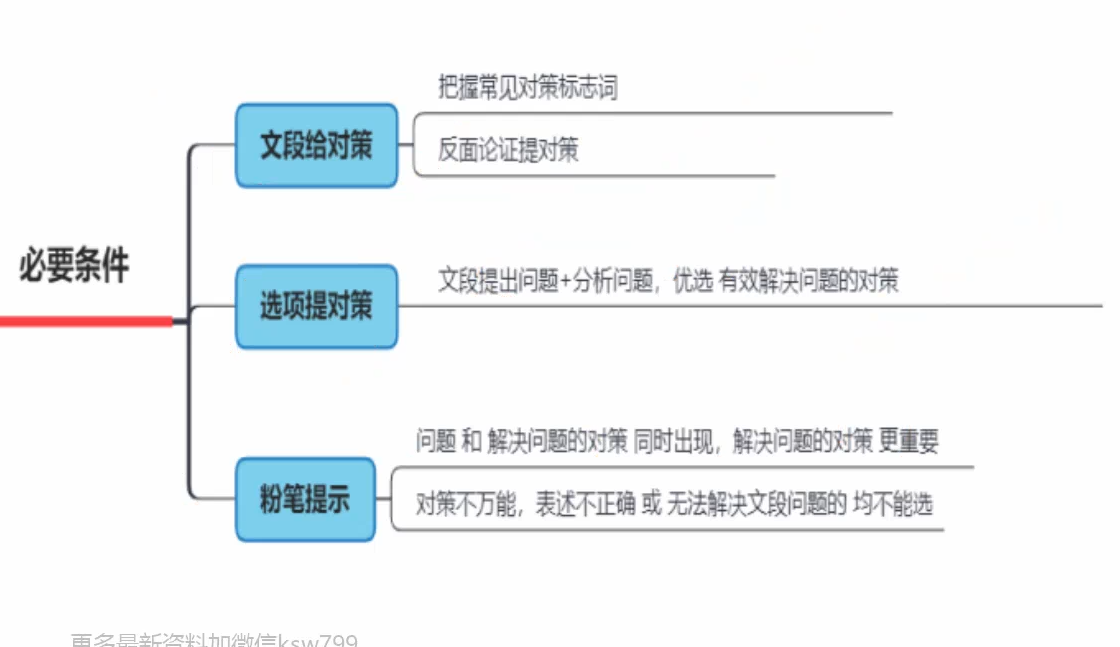 把握常见对策标志词
文段给对策
反面论证提对策
必要条件
文段提出问题+分析问题，优选 有效解决问题的对策
选项提对策
问题 和 解决问题的对策 同时出现，解决问题的对策 更重要
粉笔提示
对策不万能，表述不正确 或 无法解决文段问题的 均不能选
更多最新资料加微信ksw799